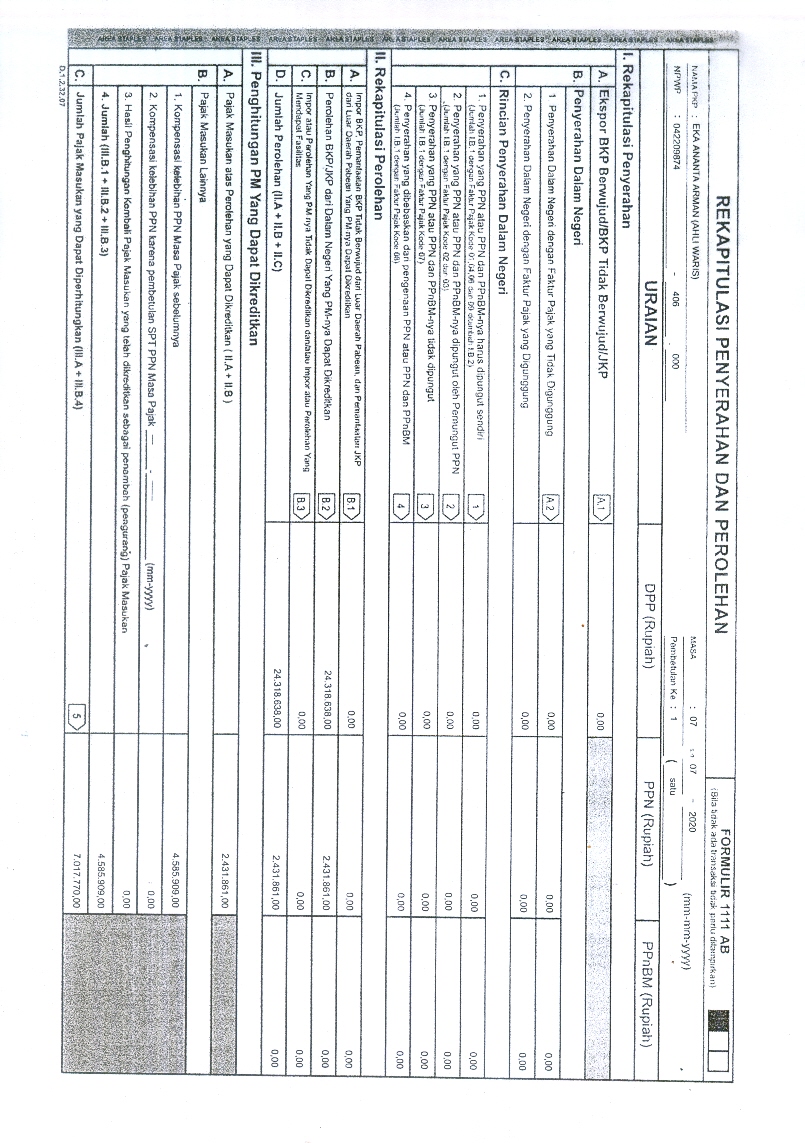 AREA STAPLES AREA STAPLES AREA STAPLES AREA STAPLES AREA STAPLES AREA STAPLES AREA STAPLES AREA STAPLES AREA STAPLES AREA STAPLES AREA STAPLES
REKAPITULASI PENYERAHAN DAN PEROLEHAN
FORMULIR 1111 AB
(Bila tidak ada transaksi tidak perlu dilampirkan)
NAMA PKP : EKA ANANTA ARMAN (AHLI WARIS)
MASA : 07 s.d 07 - 2020 (mm-mm-yyyy)
NPWP : 042209874 - 406 . 000
Pembetulan Ke : 1 ( satu )
URAIAN DPP (Rupiah) PPN (Rupiah) PPnBM (Rupiah)
I. Rekapitulasi Penyerahan
A. Ekspor BKP Berwujud/BKP Tidak Berwujud/JKP A.1 0,00
B. Penyerahan Dalam Negeri
1 Penyerahan Dalam Negeri dengan Faktur Pajak yang Tidak Digunggung A.2 0,00 0,00 0,00
2. Penyerahan Dalam Negeri dengan Faktur Pajak yang Digunggung 0,00 0,00 0,00
C. Rincian Penyerahan Dalam Negeri
1. Penyerahan yang PPN atau PPN dan PPnBM-nya harus dipungut sendiri 1 0,00 0,00 0,00
(Jumlah I.B.1 dengan Faktur Pajak Kode 01, 04, 06 dan 09 ditambah I.B.2)
2 Penyerahan yang PPN atau PPN dan PPnBM-nya dipungut oleh Pemungut PPN 2 0,00 0,00 0,00
(Jumlah I.B.1 dengan Faktur Pajak Kode 02 dan 03)
3 Penyerahan yang PPN atau PPN dan PPnBM-nya tidak dipungut 3 0,00 0,00 0,00
(Jumlah I.B.1 dengan Faktur Pajak Kode 07)
4. Penyerahan yang dibebaskan dari pengenaan PPN atau PPN dan PPnBM 4 0,00 0,00 0,00
(Jumlah I.B.1 dengan Faktur Pajak Kode 08)
II. Rekapitulasi Perolehan
A. Impor BKP, Pemanfaatan BKP Tidak Berwujud dari Luar Daerah Pabean, dan Pemanfaatan JKP
dari Luar Daerah Pabean Yang PM-nya Dapat Dikreditkan B.1 0,00 0,00 0,00
B. Perolehan BKP/JKP dari Dalam Negeri Yang PM-nya Dapat Dikreditkan B.2 24.318.638,00 2.431.861,00 0,00
C. Impor atau Perolehan Yang PM-nya Tidak Dapat Dikreditkan dan/atau Impor atau Perolehan Yang
Mendapat Fasilitas B.3 0,00 0,00 0,00
D. Jumlah Perolehan (II.A + II.B + II.C) 24.318.638,00 2.431.861,00 0,00
III. Penghitungan PM Yang Dapat Dikreditkan
A. Pajak Masukan atas Perolehan yang Dapat Dikreditkan ( II.A + II.B ) 2.431.861,00
B. Pajak Masukan Lainnya
1. Kompensasi kelebihan PPN Masa Pajak sebelumnya 4.585.909,00
2. Kompensasi kelebihan PPN karena pembetulan SPT PPN Masa Pajak - (mm-yyyy) 0,00
3. Hasil Penghitungan Kembali Pajak Masukan yang telah dikreditkan sebagai penambah (pengurang) Pajak Masukan 0,00
4. Jumlah (III.B.1 + III.B.2 + III.B.3) 4.585.909,00
C. Jumlah Pajak Masukan yang Dapat Diperhitungkan (III.A + III.B.4) 5 7.017.770,00
D.1.2.32.07